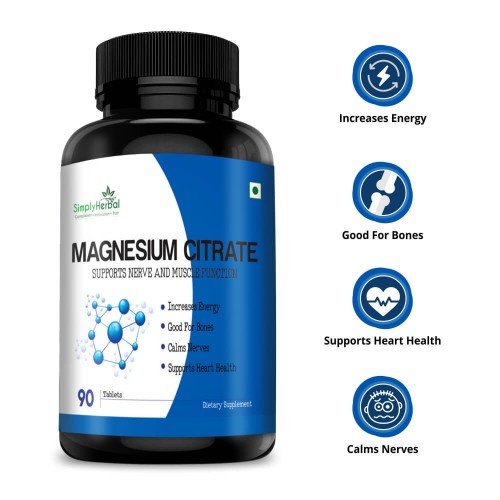 SimplyHerbal
MAGNESIUM CITRATE
SUPPORTS NERVE AND MUSCLE FUNCTION
Increases Energy
Good For Bones
Calms Nerves
Supports Heart Health
90
Tablets
Dietary Supplement
Increases Energy
Good For Bones
Supports Heart Health
Calms Nerves